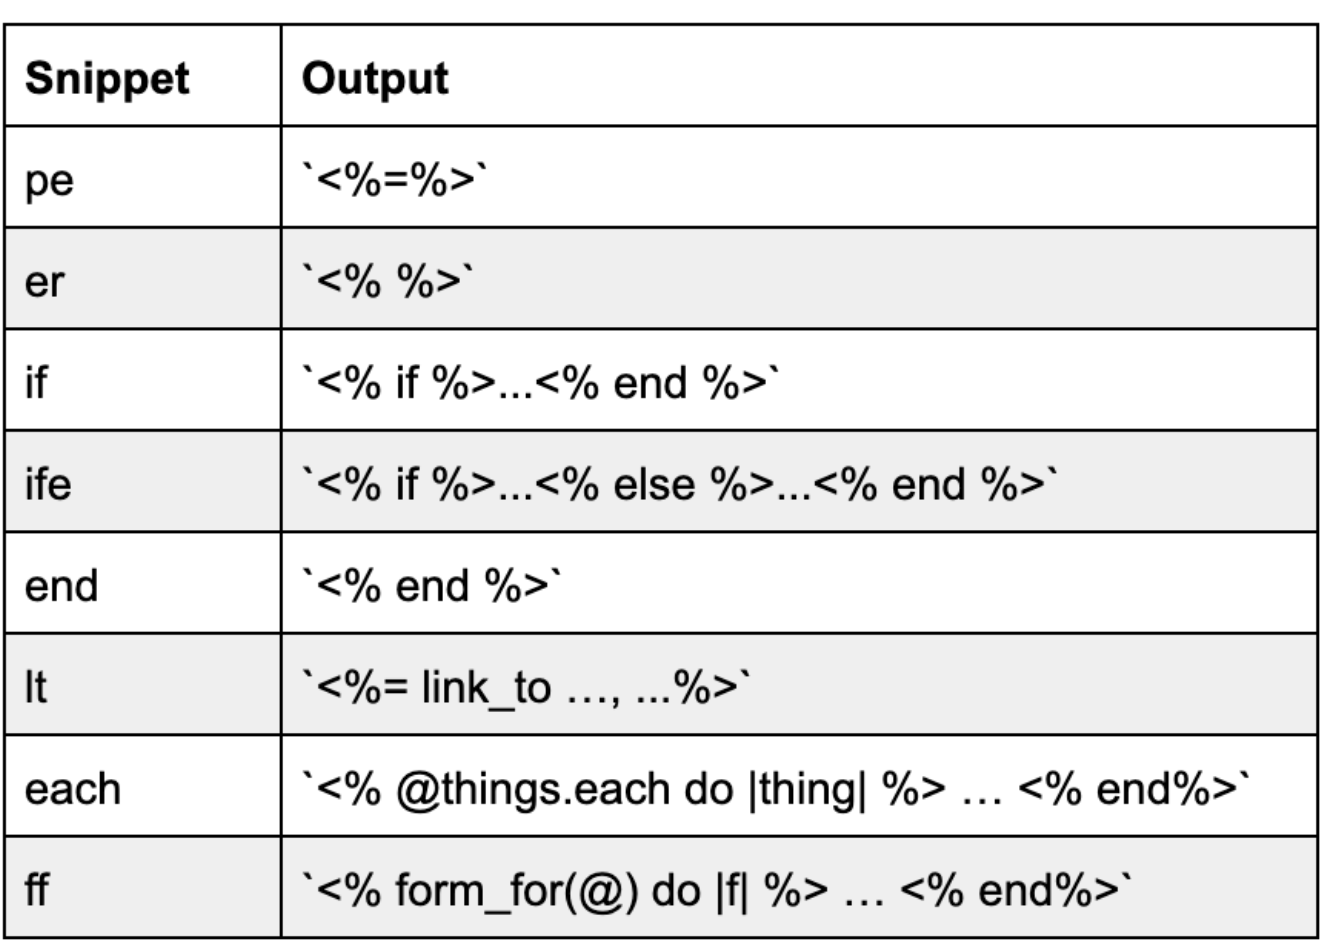 Snippet Output
pe `<%=%>`
er `<% %>`
if `<% if %>...<% end %>`
ife `<% if %>...<% else %>...<% end %>`
end `<% end %>`
lt `<%= link_to …, ...%>`
each `<% @things.each do |thing| %> … <% end%>`
ff `<% form_for(@) do |f| %> … <% end%>`